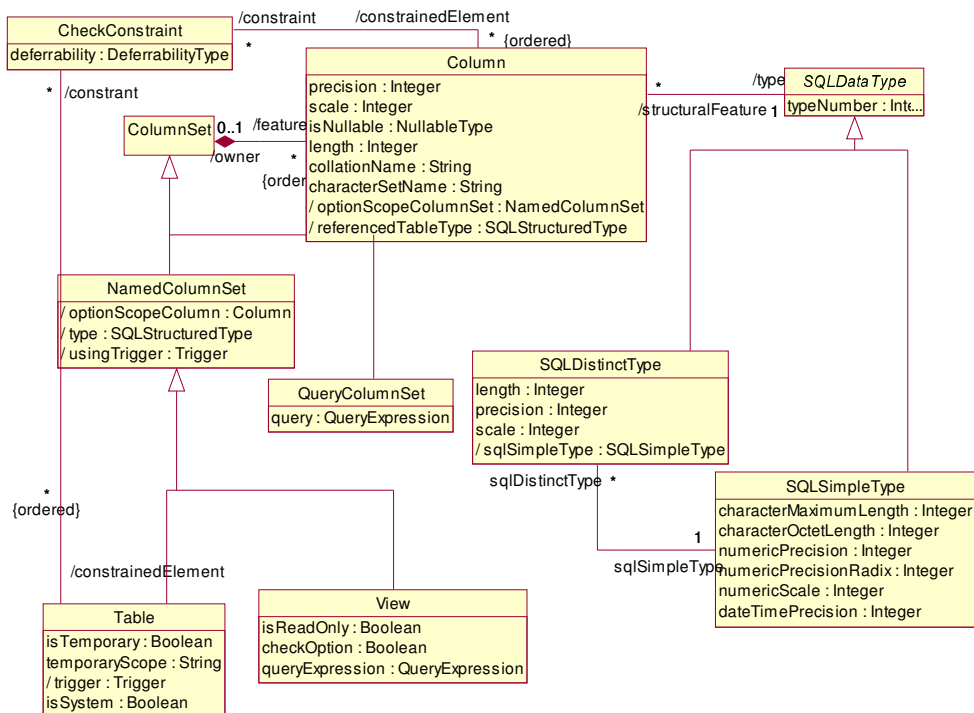 /constraint
/constrainedElement
CheckConstraint
deferrability : DeferrabilityType
*
* {ordered}
* /constrant
Column
precision : Integer
scale : Integer
isNullable : NullableType
length : Integer
collationName : String
characterSetName : String
/ optionScopeColumnSet : NamedColumnSet
/ referencedTableType : SQLStructuredType
ColumnSet
0..1
/feature
/owner
*
{order
* /type
/structuralFeature 1
SQLDataType
typeNumber : Inte...
NamedColumnSet
/ optionScopeColumn : Column
/ type : SQLStructuredType
/ usingTrigger : Trigger
QueryColumnSet
query : QueryExpression
SQLDistinctType
length : Integer
precision : Integer
scale : Integer
/ sqlSimpleType : SQLSimpleType
sqlDistinctType *
1
sqlSimpleType
SQLSimpleType
characterMaximumLength : Integer
characterOctetLength : Integer
numericPrecision : Integer
numericPrecisionRadix : Integer
numericScale : Integer
dateTimePrecision : Integer
*
{ordered}
/constrainedElement
Table
isTemporary : Boolean
temporaryScope : String
/ trigger : Trigger
isSystem : Boolean
View
isReadOnly : Boolean
checkOption : Boolean
queryExpression : QueryExpression